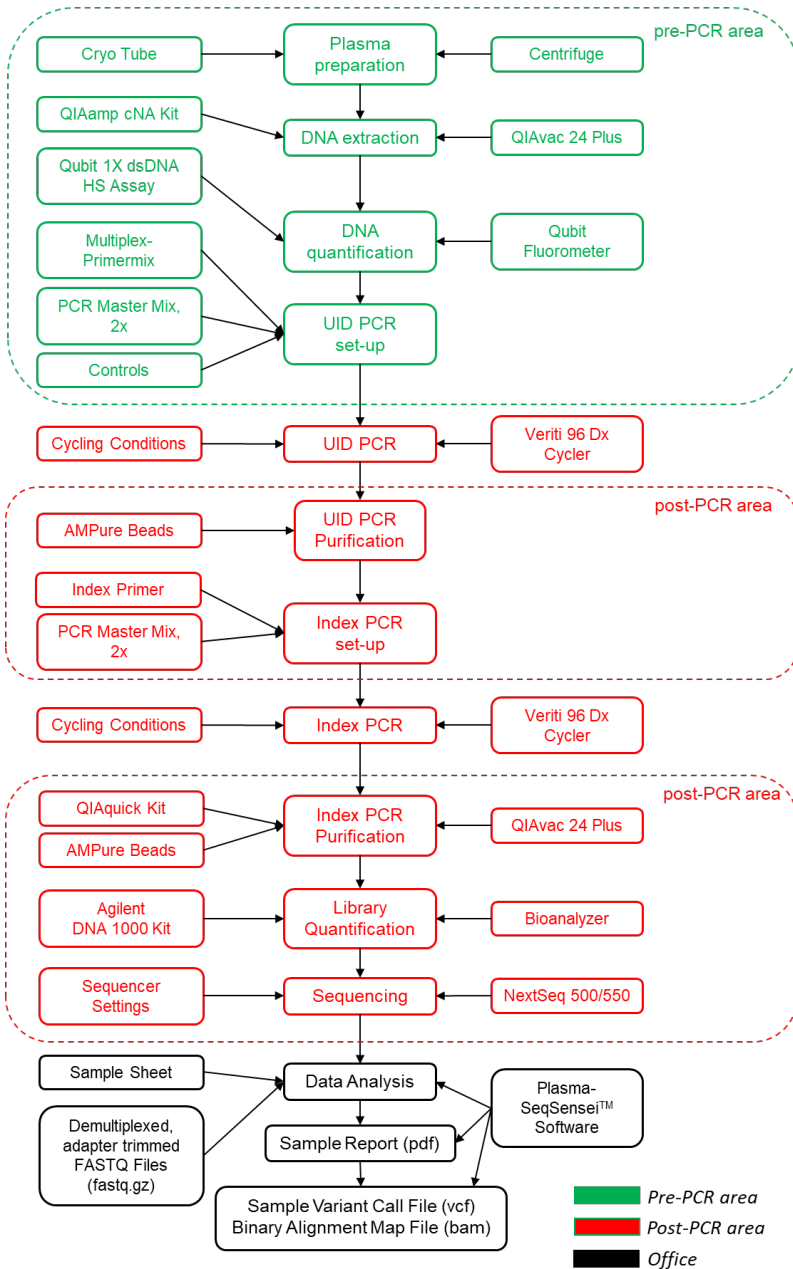 pre-PCR area
Cryo Tube
Plasma
preparation
Centrifuge
QIAamp cNA Kit
DNA extraction
QIAvac 24 Plus
Qubit 1X dsDNA
HS Assay
DNA
quantification
Qubit
Fluorometer
Multiplex-
Primermix
PCR Master Mix,
2x
Controls
UID PCR
set-up
Cycling Conditions
UID PCR
Veriti 96 Dx
Cycler
post-PCR area
AMPure Beads
UID PCR
Purification
Index Primer
PCR Master Mix,
2x
Index PCR
set-up
Cycling Conditions
Index PCR
Veriti 96 Dx
Cycler
post-PCR area
QIAquick Kit
AMPure Beads
Index PCR
Purification
QIAvac 24 Plus
Agilent
DNA 1000 Kit
Library
Quantification
Bioanalyzer
Sequencer
Settings
Sequencing
NextSeq 500/550
Sample Sheet
Data Analysis
Plasma-
SeqSensei™
Software
Demultiplexed,
adapter trimmed
FASTQ Files
(fastq.gz)
Sample Report (pdf)
Sample Variant Call File (vcf)
Binary Alignment Map File (bam)
Pre-PCR area
Post-PCR area
Office